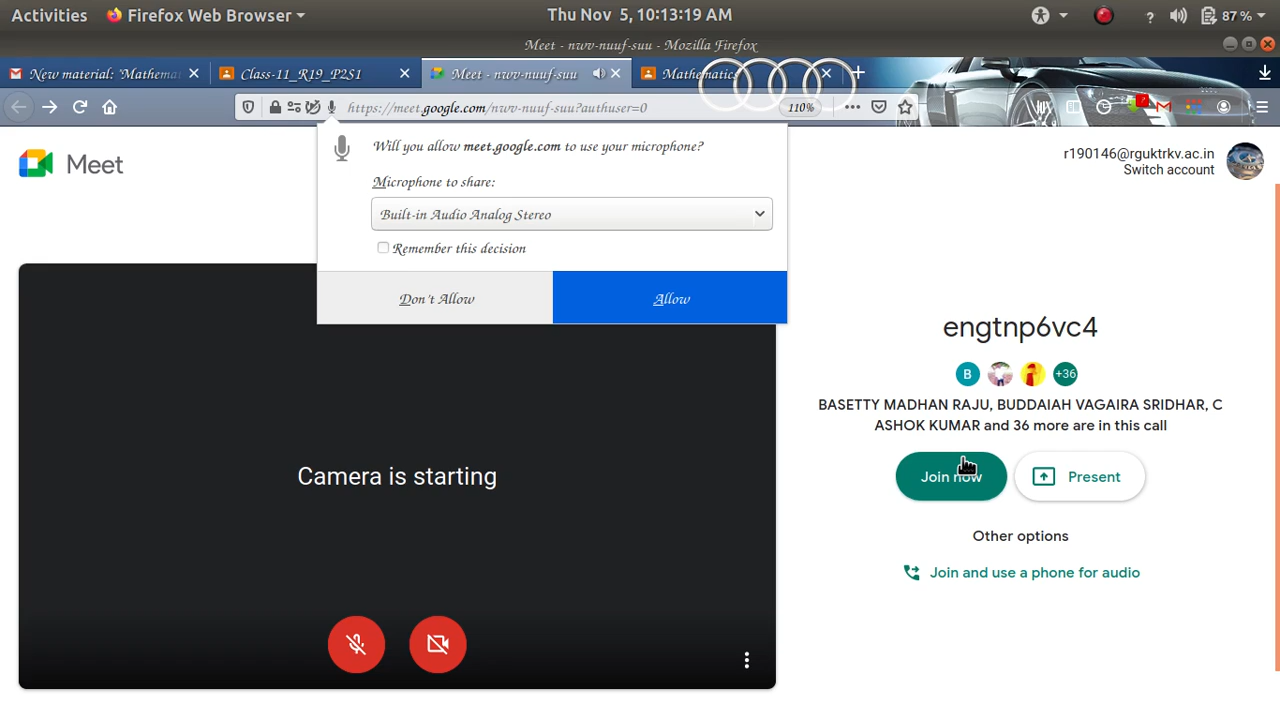 Activities
Firefox Web Browser
Thu Nov 5, 10:13:19 AM
?
87 %
Meet - nwv-nuuf-suu - Mozilla Firefox
New material: 'Mathema
Class-11_R19_P2S1
Meet - nwv-nuuf-suu
Mathematics
https://meet.google.com/nwv-nuuf-suu?authuser=0
110%
Meet
r190146@rguktrkv.ac.in
Switch account
Will you allow meet.google.com to use your microphone?
Microphone to share:
Built-in Audio Analog Stereo
Remember this decision
Don't Allow
Allow
Camera is starting
engtnp6vc4
B
+36
BASETTY MADHAN RAJU, BUDDAIAH VAGAIRA SRIDHAR, C
ASHOK KUMAR and 36 more are in this call
Join now
Present
Other options
Join and use a phone for audio